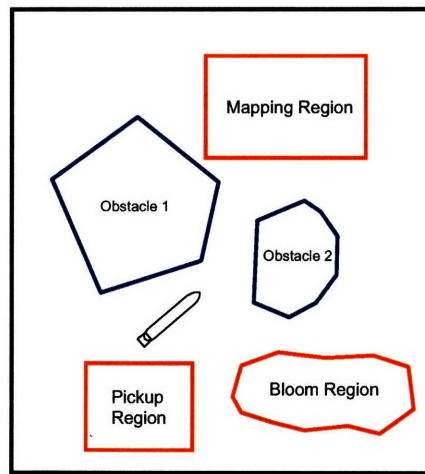 Mapping Region
Obstacle 1
Obstacle 2
Pickup
Region
Bloom Region